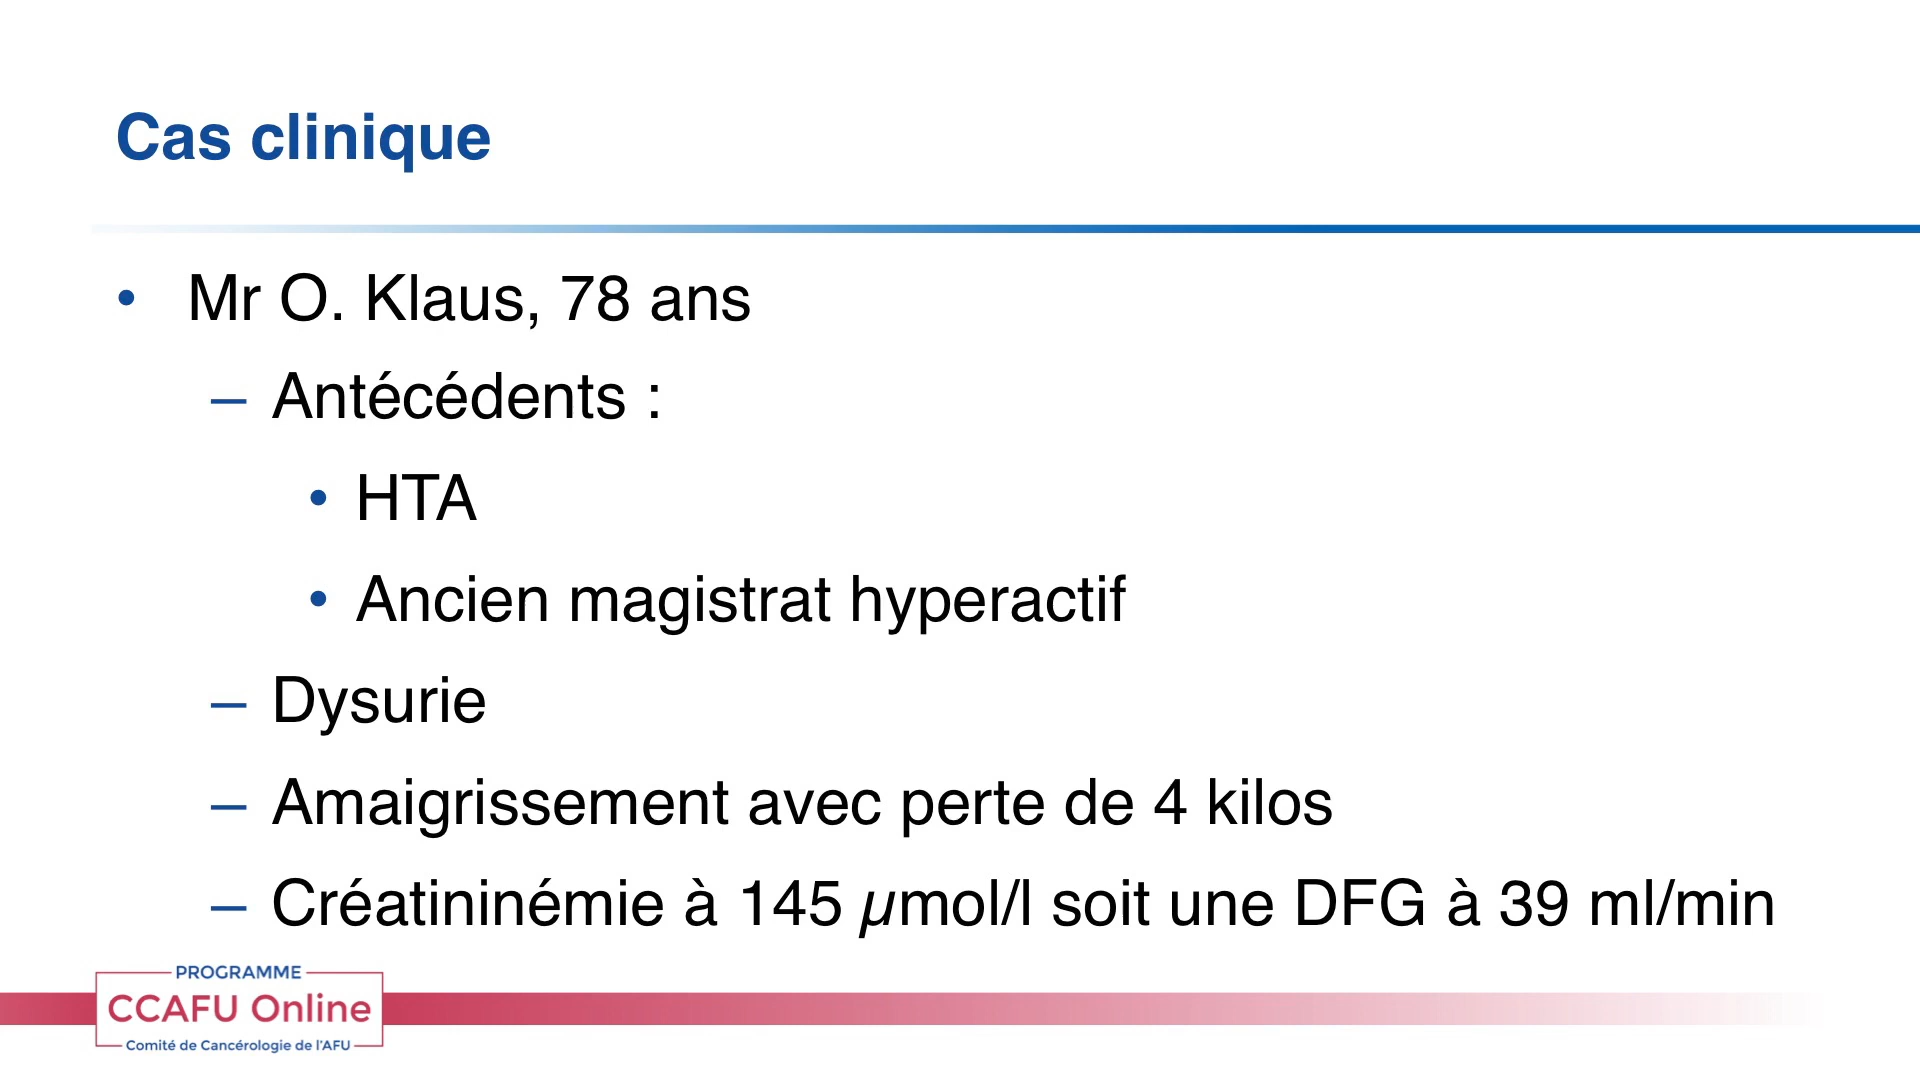 Cas clinique
• Mr O. Klaus, 78 ans
– Antécédents :
• HTA
• Ancien magistrat hyperactif
– Dysurie
– Amaigrissement avec perte de 4 kilos
– Créatininémie à 145 µmol/l soit une DFG à 39 ml/min
PROGRAMME
CCAFU Online
Comité de Cancérologie de l'AFU